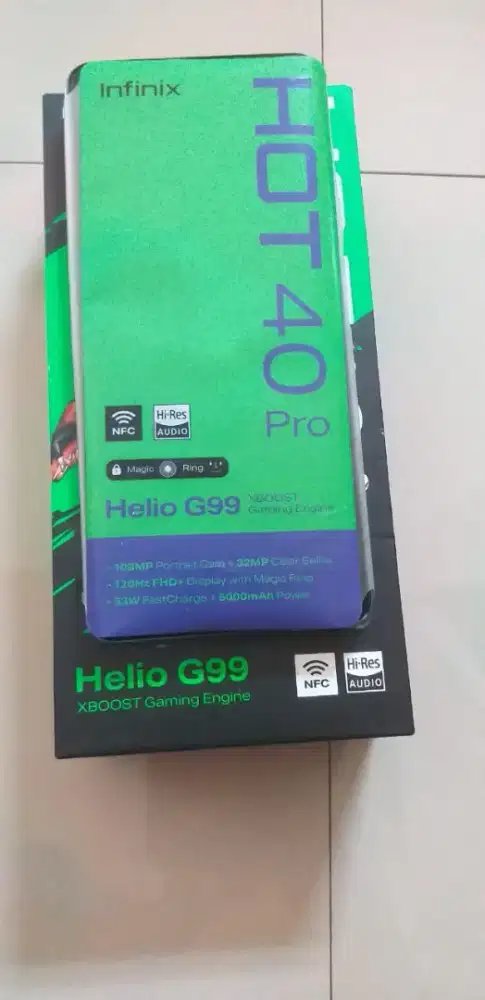 Infinix
HOT 40
Pro
NFC
Hi-Res
AUDIO
Magic Ring
Helio G99 XBOOST
Gaming Engine
• 108MP Portrait Cam + 32MP Clear Selfie
• 120Hz FHD+ Display with Magic Ring
• 33W FastCharge + 5000mAh Power
Helio G99
XBOOST Gaming Engine
NFC
Hi-Res
AUDIO